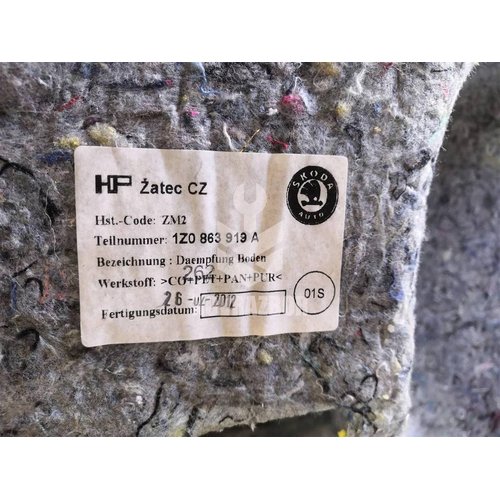 HP Žatec CZ
ŠKODA
AUTO
Hst.-Code: ZM2
Teilnummer: 1Z0 863 919 A
Bezeichnung : Daempfung Boden
262
Werkstoff: >CO+PET+PAN+PUR<
26 -02- 2012
Fertigungsdatum:
01S